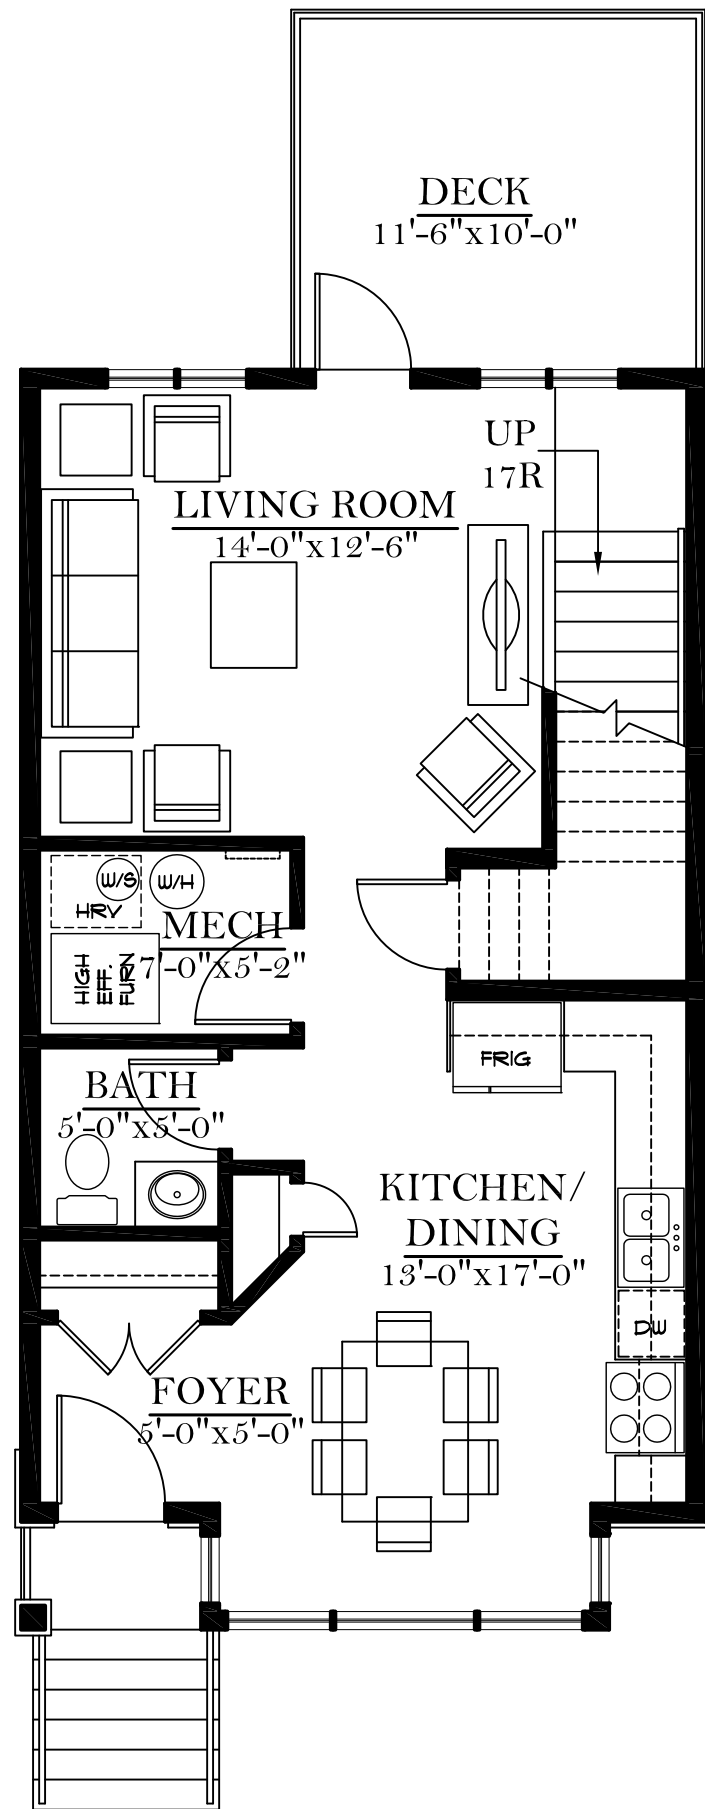 DECK
11'-6"x10'-0"
UP
17R
LIVING ROOM
14'-0"x12'-6"
W/S
W/H
HRV
MECH
7'-0"x5'-2"
HIGH
EFF.
FURN
FRIG
BATH
5'-0"x5'-0"
KITCHEN/
DINING
13'-0"x17'-0"
DW
FOYER
5'-0"x5'-0"